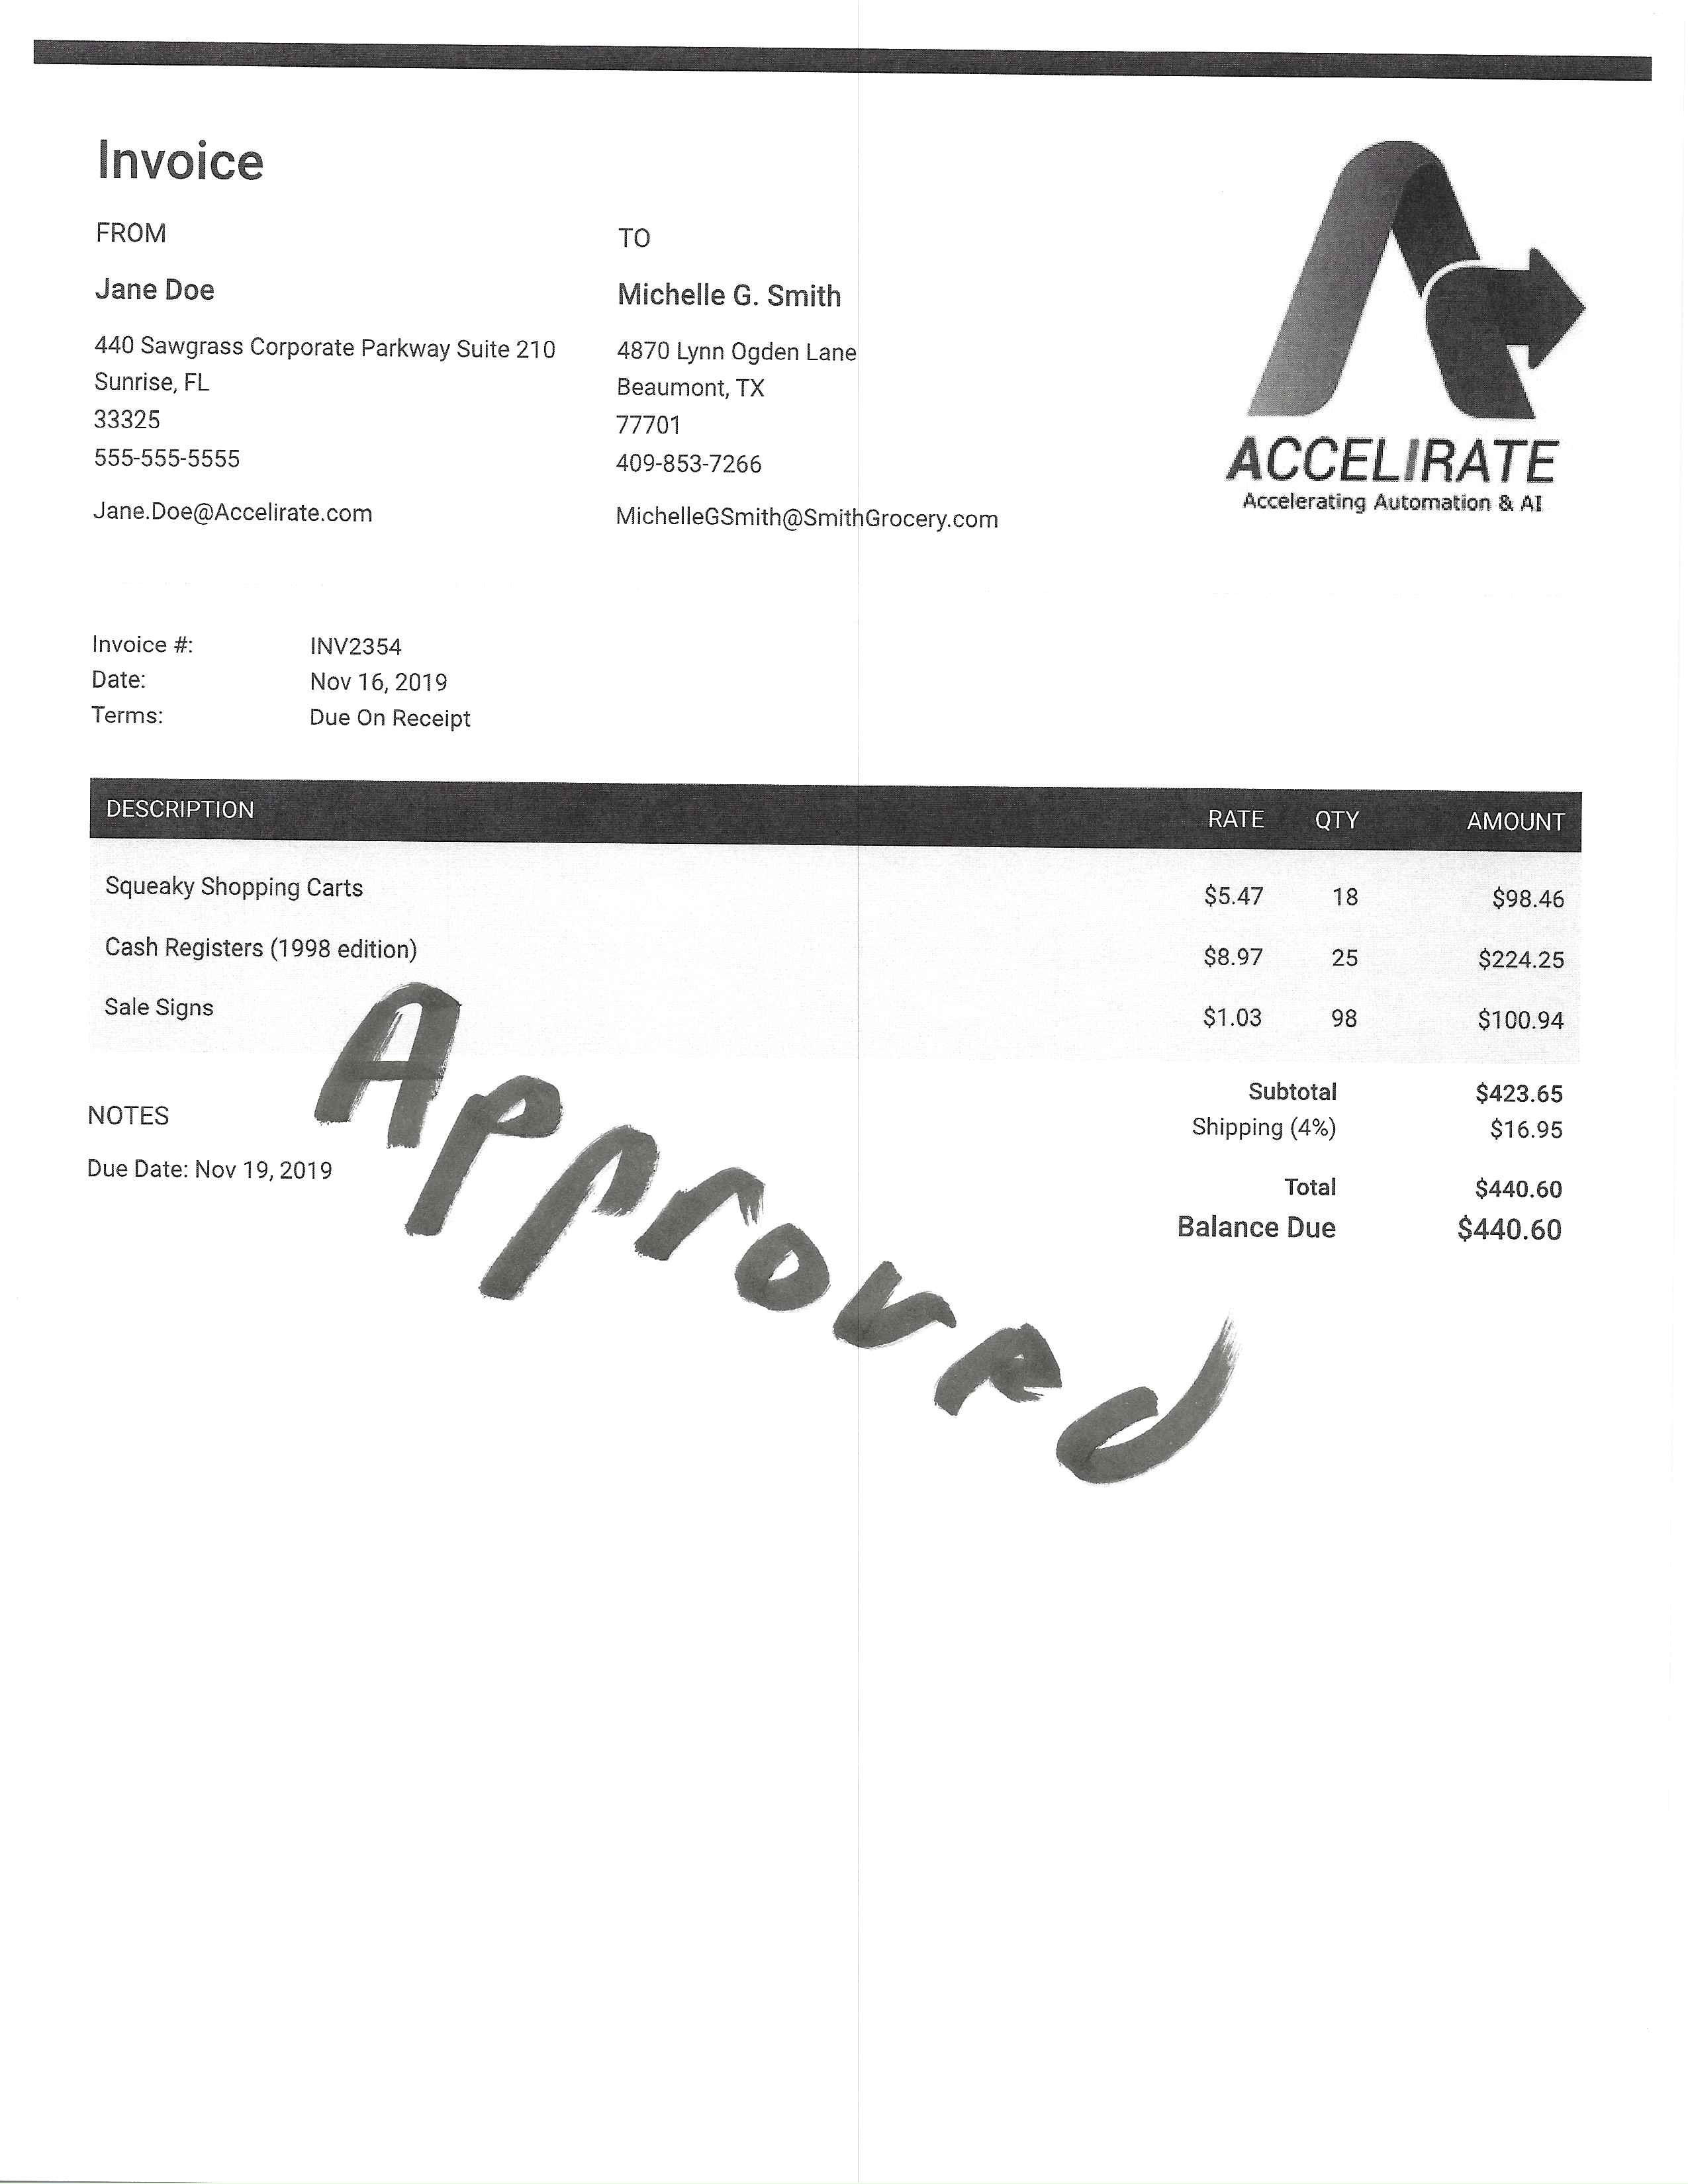 Invoice
FROM
Jane Doe
440 Sawgrass Corporate Parkway Suite 210
Sunrise, FL
33325
555-555-5555
Jane.Doe@Accelirate.com
TO
Michelle G. Smith
4870 Lynn Ogden Lane
Beaumont, TX
77701
409-853-7266
MichelleGSmith@SmithGrocery.com
ACCELIRATE
Accelerating Automation & AI
Invoice #: INV2354
Date: Nov 16, 2019
Terms: Due On Receipt
DESCRIPTION RATE QTY AMOUNT
Squeaky Shopping Carts $5.47 18 $98.46
Cash Registers (1998 edition) $8.97 25 $224.25
Sale Signs $1.03 98 $100.94
Subtotal $423.65
Shipping (4%) $16.95
Total $440.60
Balance Due $440.60
NOTES
Due Date: Nov 19, 2019
Approved